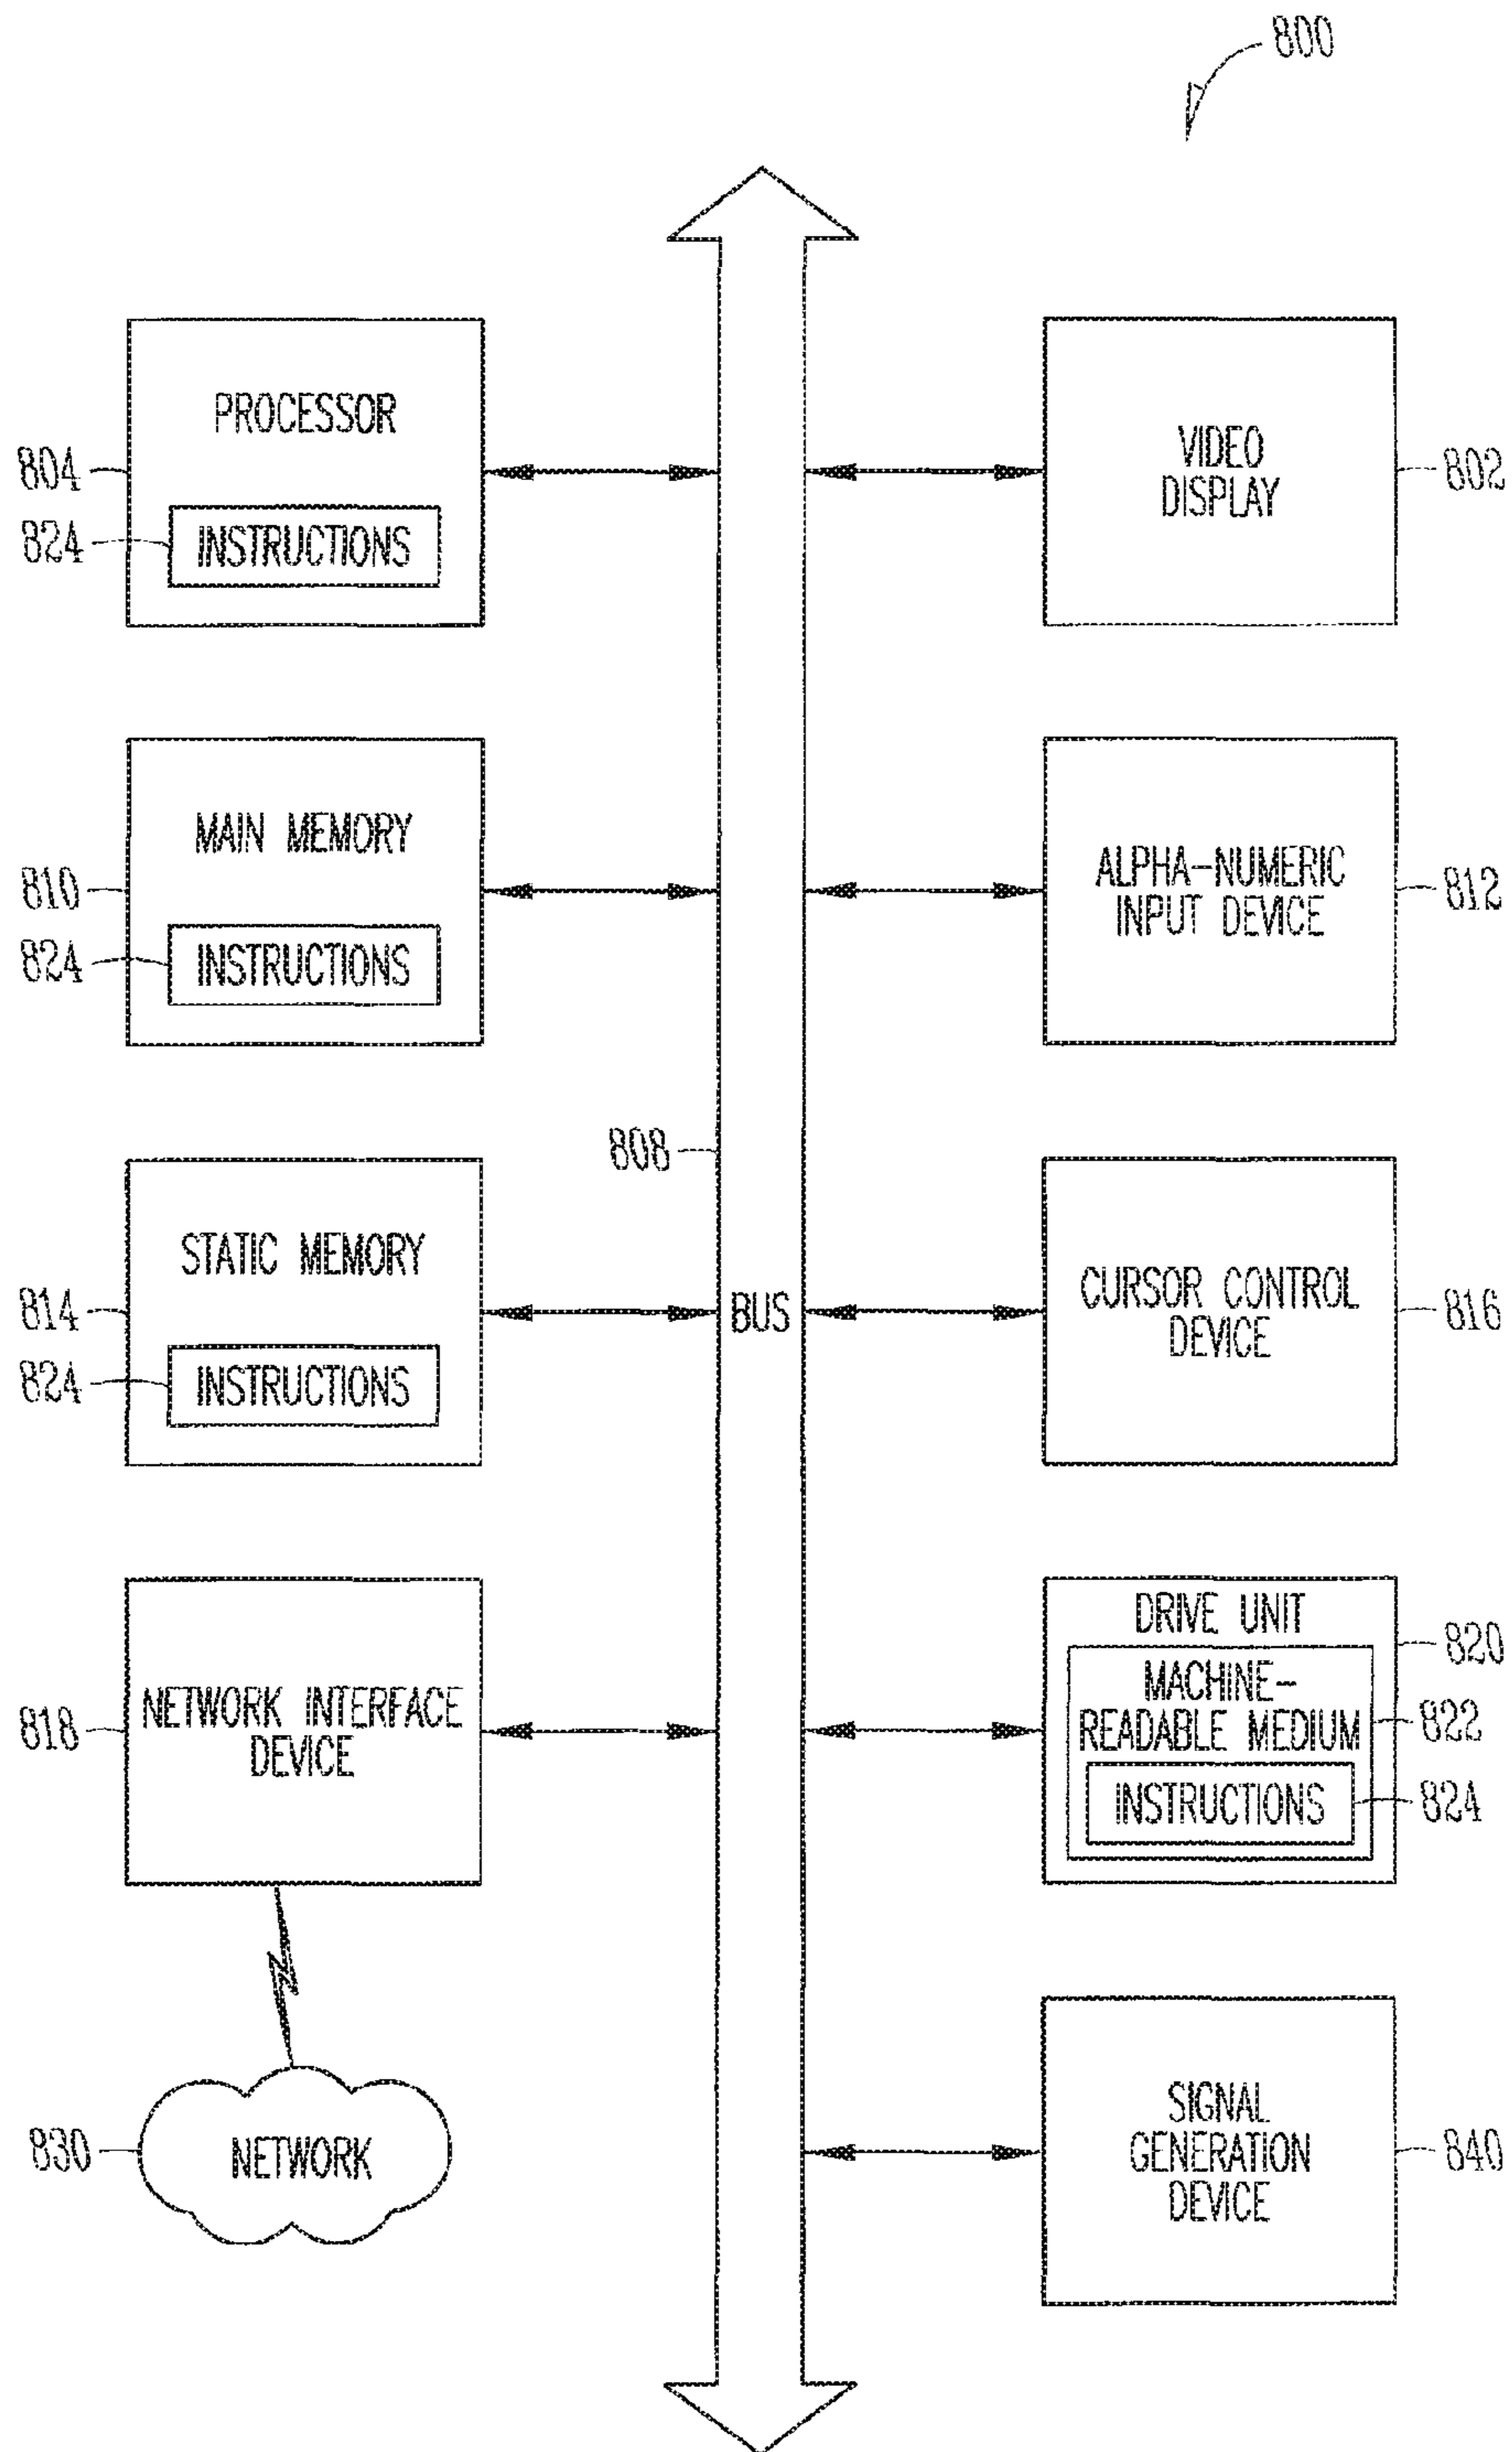 800
PROCESSOR
804
824
INSTRUCTIONS
VIDEO
DISPLAY
802
MAIN MEMORY
810
824
INSTRUCTIONS
ALPHA-NUMERIC
INPUT DEVICE
812
808
BUS
STATIC MEMORY
814
824
INSTRUCTIONS
CURSOR CONTROL
DEVICE
816
818
NETWORK INTERFACE
DEVICE
DRIVE UNIT
820
MACHINE-
READABLE MEDIUM
822
INSTRUCTIONS
824
830
NETWORK
SIGNAL
GENERATION
DEVICE
840